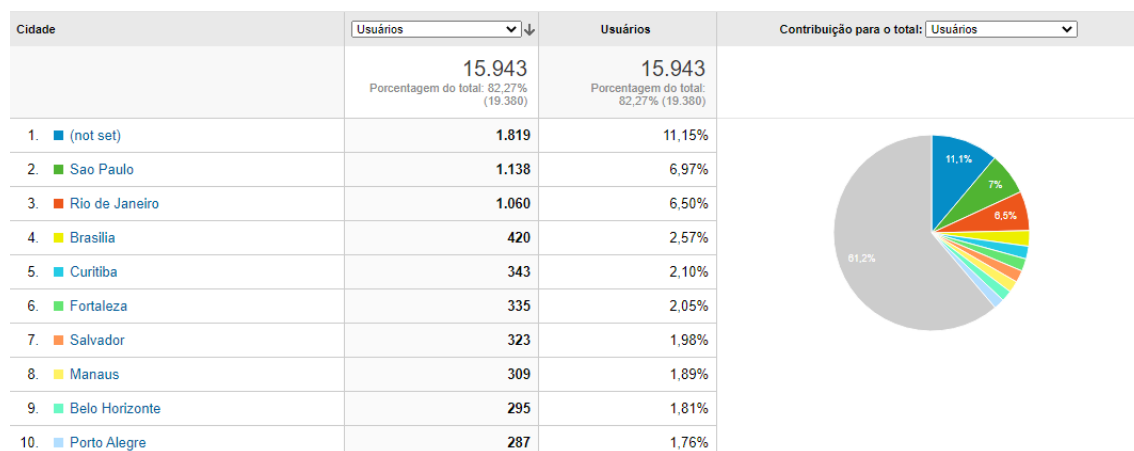 Cidade
Usuários
Usuários
Contribuição para o total: Usuários
15.943
Porcentagem do total: 82,27%
(19.380)
15.943
Porcentagem do total:
82,27% (19.380)
1. (not set) 1.819 11,15%
2. Sao Paulo 1.138 6,97%
3. Rio de Janeiro 1.060 6,50%
4. Brasilia 420 2,57%
5. Curitiba 343 2,10%
6. Fortaleza 335 2,05%
7. Salvador 323 1,98%
8. Manaus 309 1,89%
9. Belo Horizonte 295 1,81%
10. Porto Alegre 287 1,76%
11,1%
7%
6,5%
61,2%